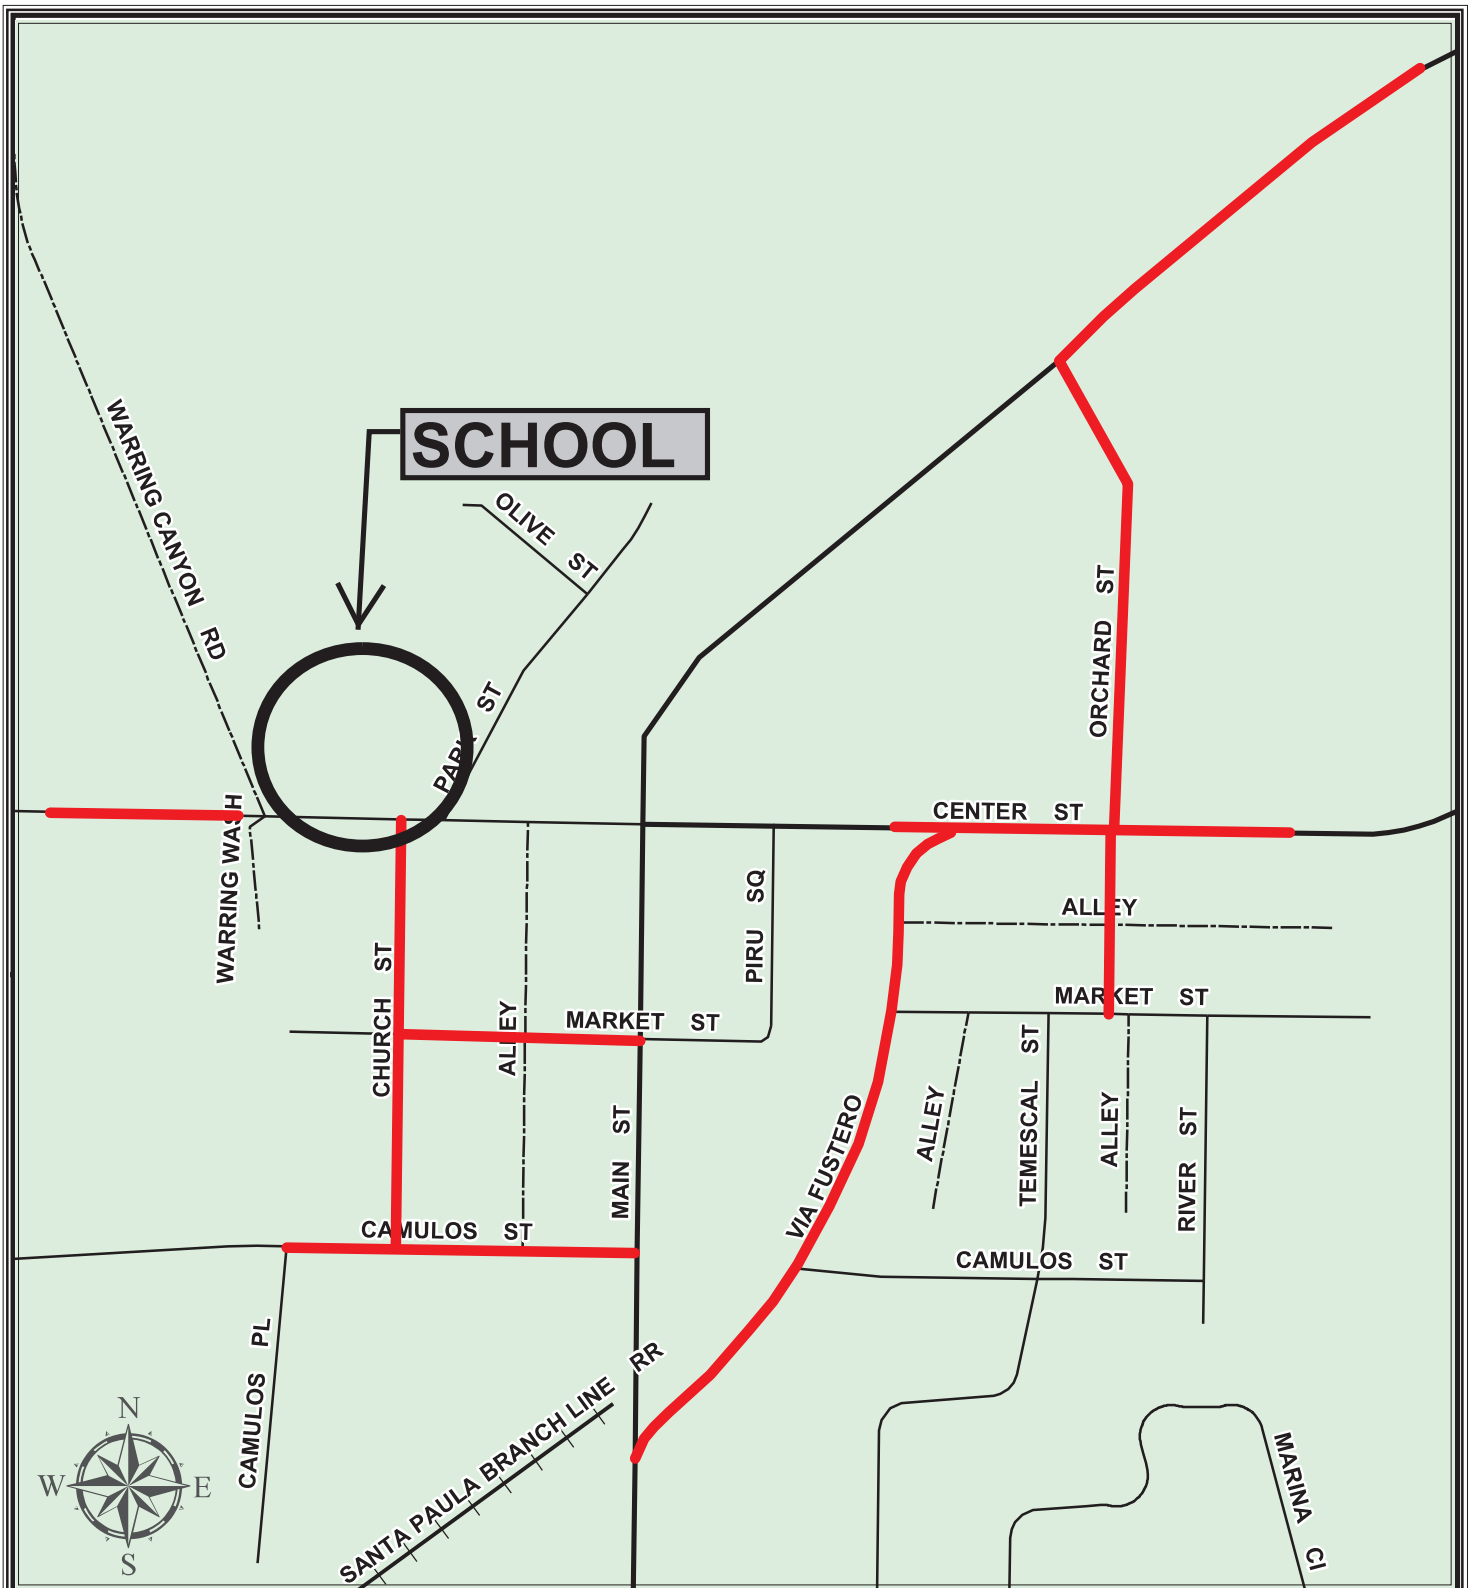 SCHOOL
OLIVE ST
WARRING CANYON RD
ORCHARD ST
PARK ST
CENTER ST
WARRING WASH
PIRU SQ
ALLEY
CHURCH ST
MARKET ST
MARKET ST
ALLEY
TEMESCAL ST
MAIN ST
ALLEY
ALLEY
RIVER ST
VIA FUSTERO
CAMULOS ST
CAMULOS ST
CAMULOS PL
SANTA PAULA BRANCH LINE RR
MARINA CI
N
W E
S